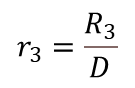 r₃ = R₃/D